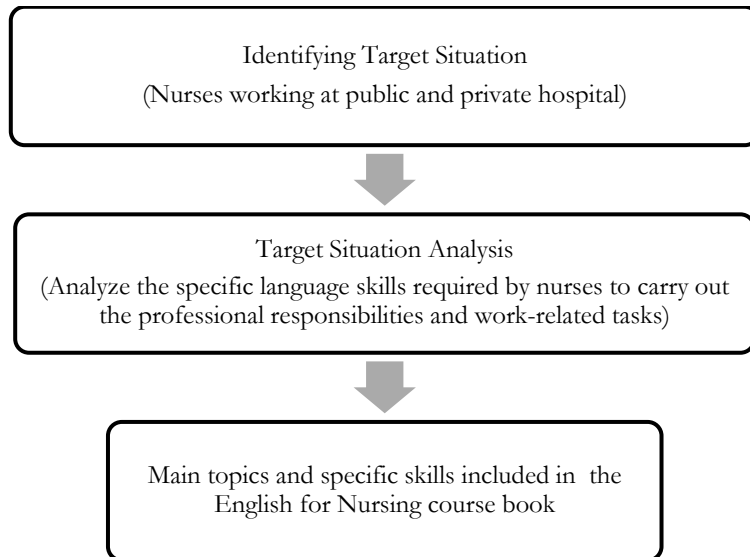 Identifying Target Situation
(Nurses working at public and private hospital)
Target Situation Analysis
(Analyze the specific language skills required by nurses to carry out
the professional responsibilities and work-related tasks)
Main topics and specific skills included in the
English for Nursing course book